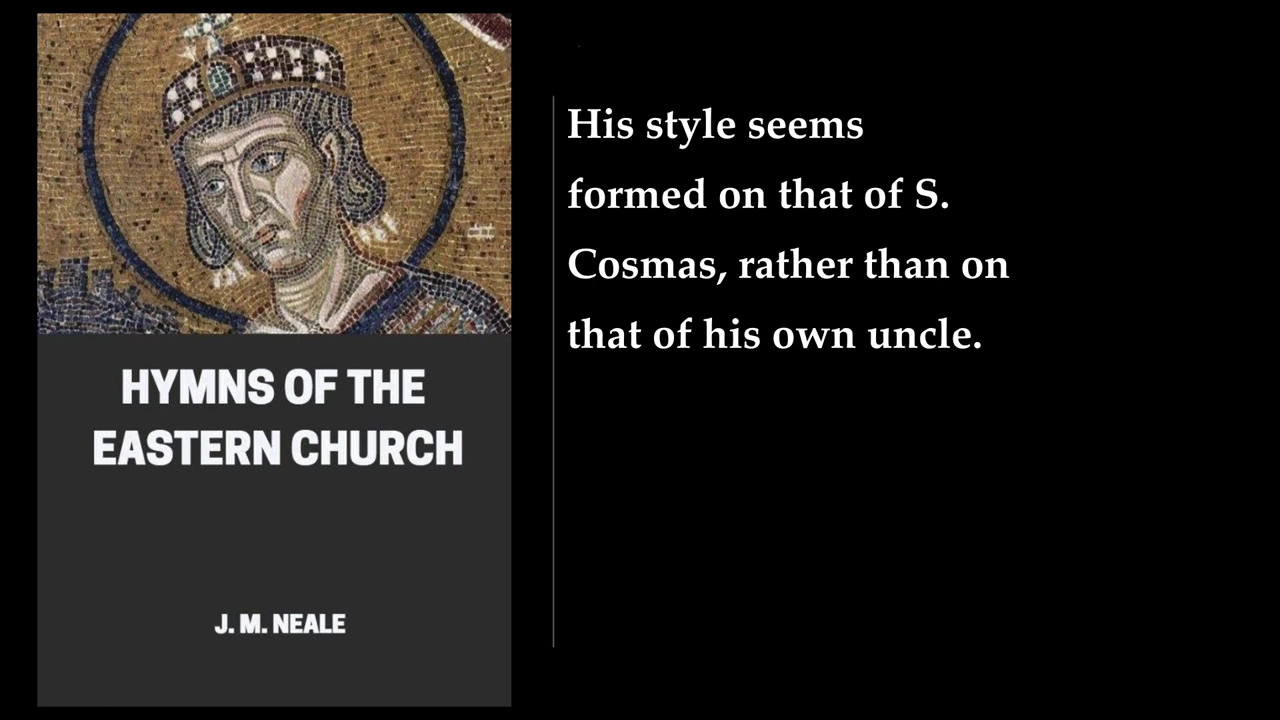 HYMNS OF THE
EASTERN CHURCH
J. M. NEALE
His style seems
formed on that of S.
Cosmas, rather than on
that of his own uncle.